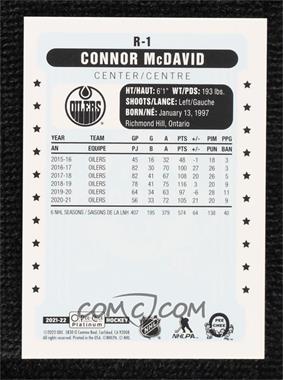 R-1
CONNOR McDAVID
CENTER/CENTRE
OILERS
HT/HAUT: 6'1" WT/PDS: 193 lbs.
SHOOTS/LANCE: Left/Gauche
BORN/NÉ: January 13, 1997
Richmond Hill, Ontario
YEAR TEAM GP G A PTS +/- PIM PPG
AN EQUIPE PJ B A PTS +/- PUN BAN
2015-16 OILERS 45 16 32 48 -1 18 3
2016-17 OILERS 82 30 70 100 27 26 3
2017-18 OILERS 82 41 67 108 20 26 5
2018-19 OILERS 78 41 75 116 3 20 9
2019-20 OILERS 64 34 63 97 -6 28 11
2020-21 OILERS 56 33 72 105 21 20 9
6 NHL SEASONS / SAISONS DE LA LNH 407 195 379 574 64 138 40
2021-22 O-Pee-Chee Platinum HOCKEY
NHL
NHLPA
O PEE CHEE
COMC.COM